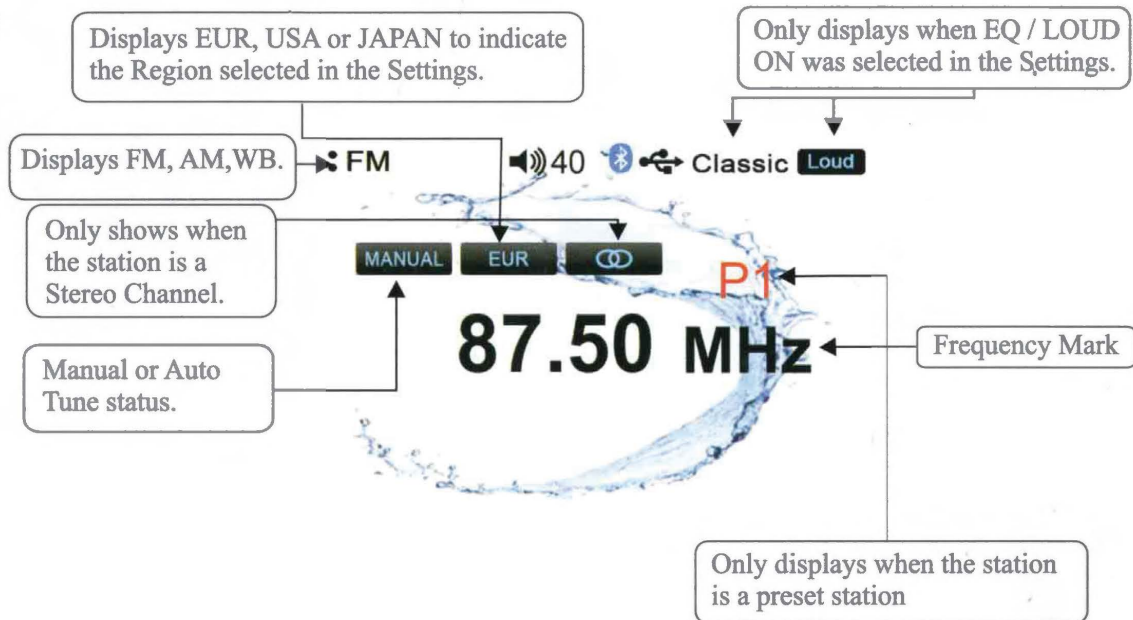 Displays EUR, USA or JAPAN to indicate
the Region selected in the Settings.
Only displays when EQ / LOUD
ON was selected in the Settings.
Displays FM, AM,WB.
FM
40
Classic
Loud
Only shows when
the station is a
Stereo Channel.
MANUAL
EUR
P1
87.50 MHz
Frequency Mark
Manual or Auto
Tune status.
Only displays when the station
is a preset station